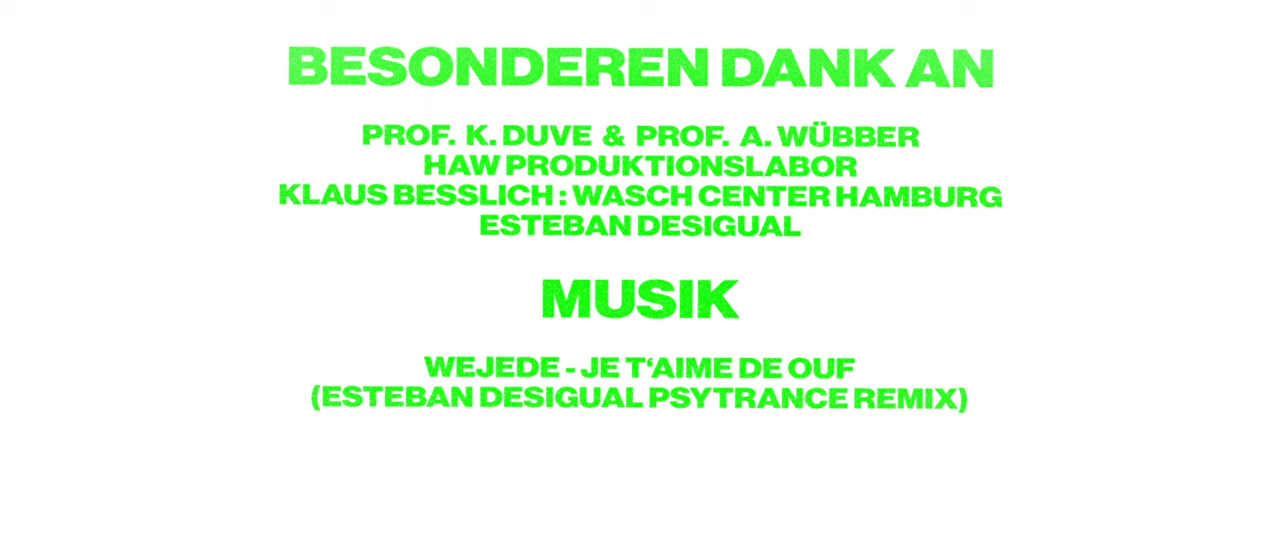 BESONDEREN DANK AN
PROF. K. DUVE & PROF. A. WÜBBER
HAW PRODUKTIONSLABOR
KLAUS BESSLICH : WASCH CENTER HAMBURG
ESTEBAN DESIGUAL
MUSIK
WEJEDE - JE T‘AIME DE OUF
(ESTEBAN DESIGUAL PSYTRANCE REMIX)